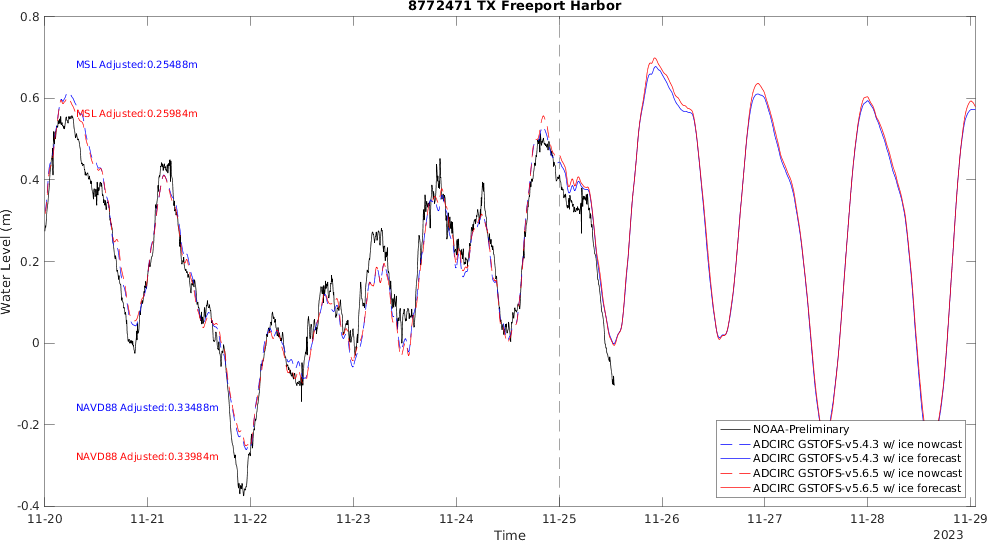 8772471 TX Freeport Harbor
0.8
MSL Adjusted:0.25488m
0.6
MSL Adjusted:0.25984m
0.4
0.2
Water Level (m)
0
NAVD88 Adjusted:0.33488m
-0.2
NAVD88 Adjusted:0.33984m
-0.4
NOAA-Preliminary
ADCIRC GSTOFS-v5.4.3 w/ ice nowcast
ADCIRC GSTOFS-v5.4.3 w/ ice forecast
ADCIRC GSTOFS-v5.6.5 w/ ice nowcast
ADCIRC GSTOFS-v5.6.5 w/ ice forecast
11-20 11-21 11-22 11-23 11-24 11-25 11-26 11-27 11-28 11-29
Time
2023